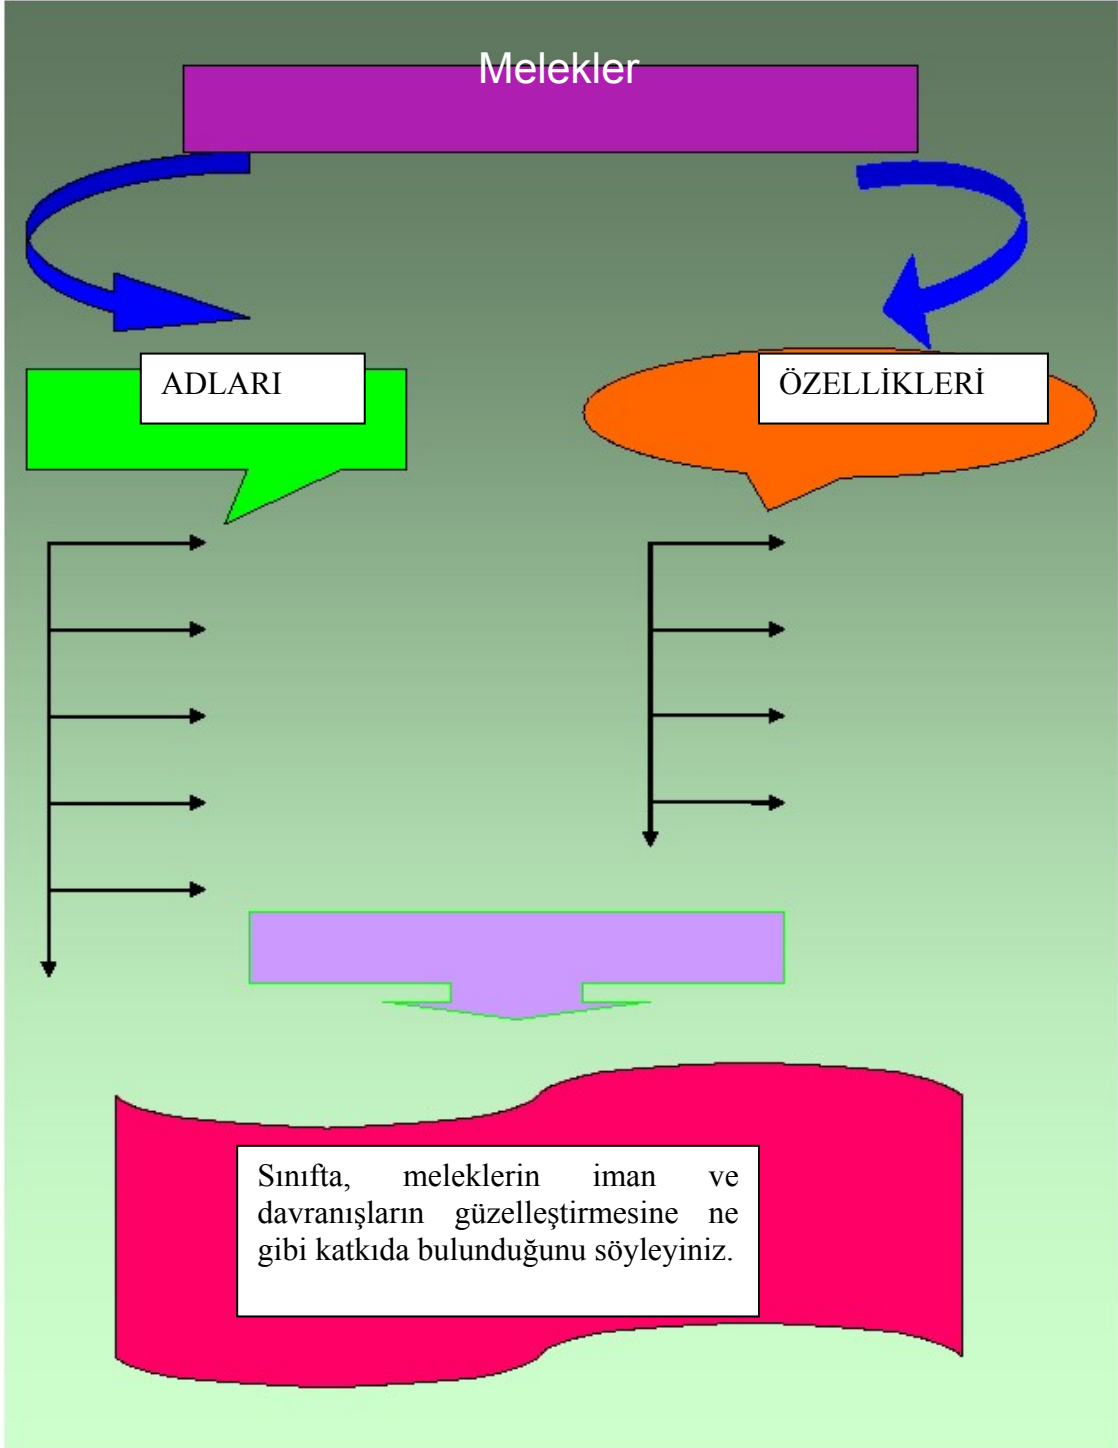 Melekler
ADLARI
ÖZELLİKLERİ
Sınıfta, meleklerin iman ve
davranışların güzelleştirmesine ne
gibi katkıda bulunduğunu söyleyiniz.